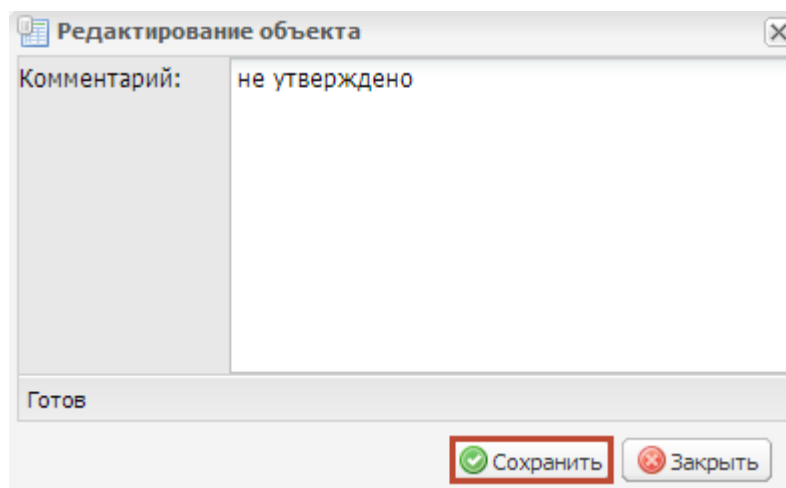 Редактирование объекта
Комментарий: не утверждено
Готов
Сохранить Закрыть